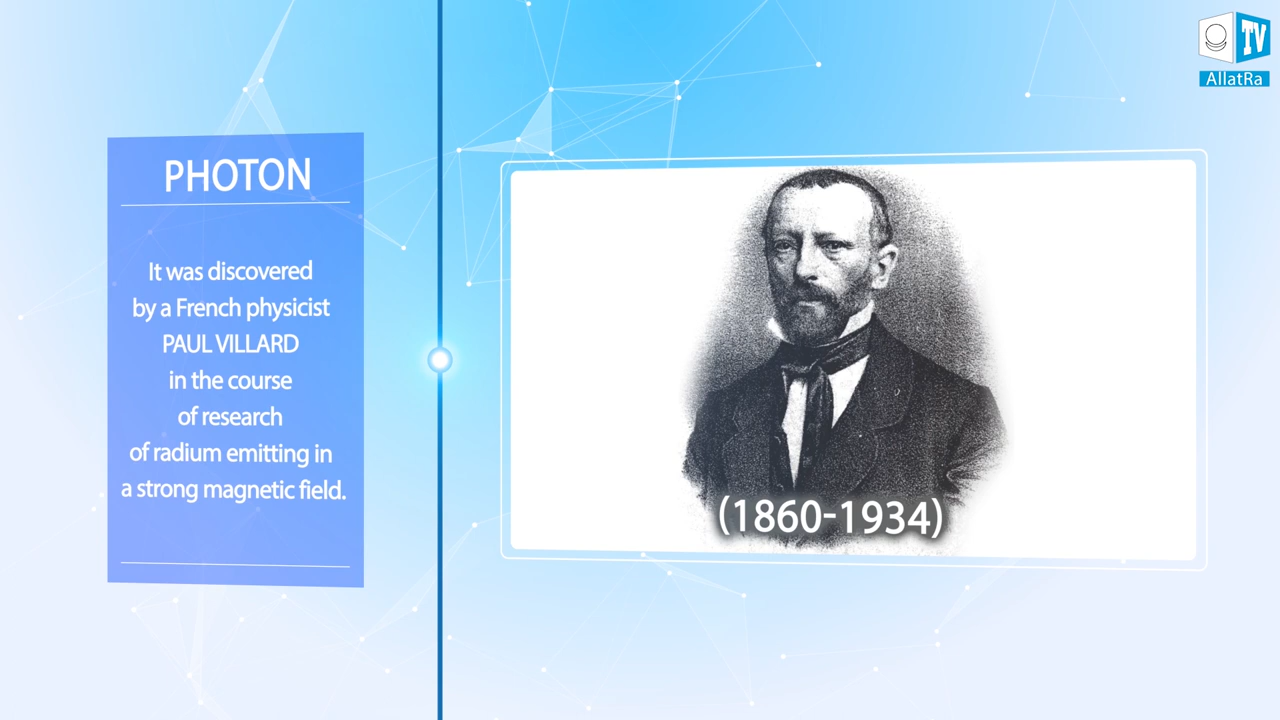 TV
AllatRa
PHOTON
It was discovered
by a French physicist
PAUL VILLARD
in the course
of research
of radium emitting in
a strong magnetic field.
(1860-1934)